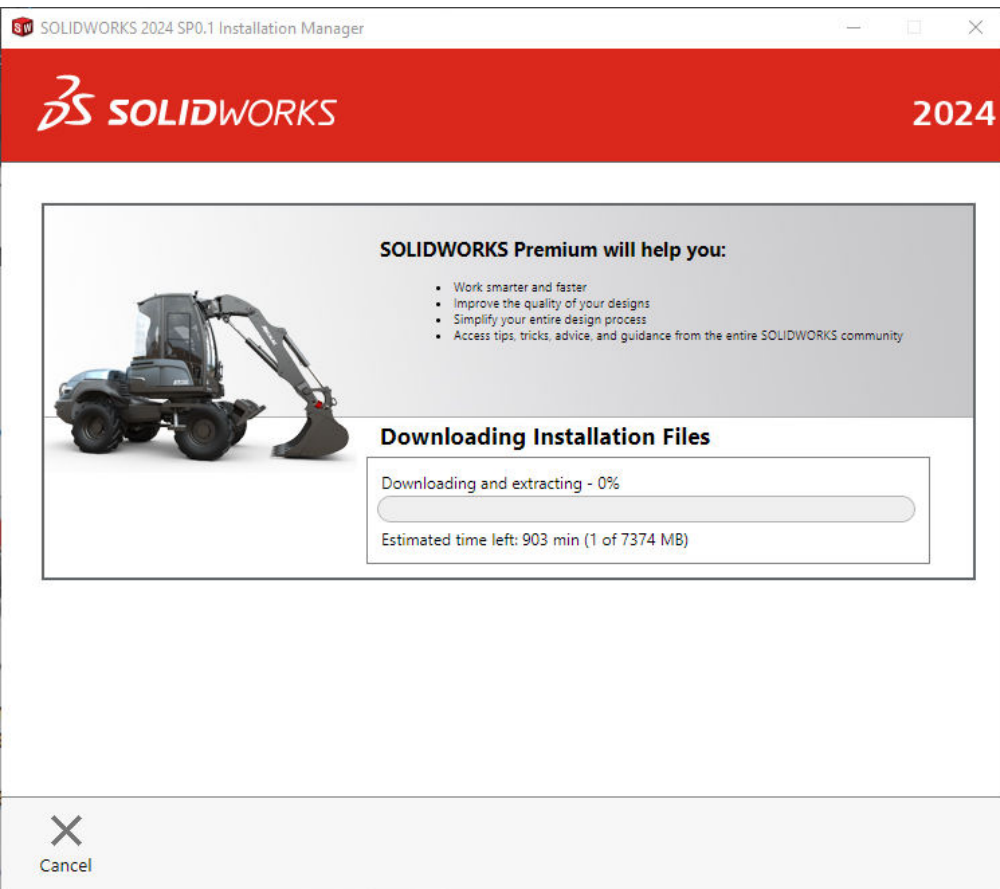 SOLIDWORKS 2024 SP0.1 Installation Manager
SOLIDWORKS
2024
SOLIDWORKS Premium will help you:
• Work smarter and faster
• Improve the quality of your designs
• Simplify your entire design process
• Access tips, tricks, advice, and guidance from the entire SOLIDWORKS community
Downloading Installation Files
Downloading and extracting - 0%
Estimated time left: 903 min (1 of 7374 MB)
Cancel